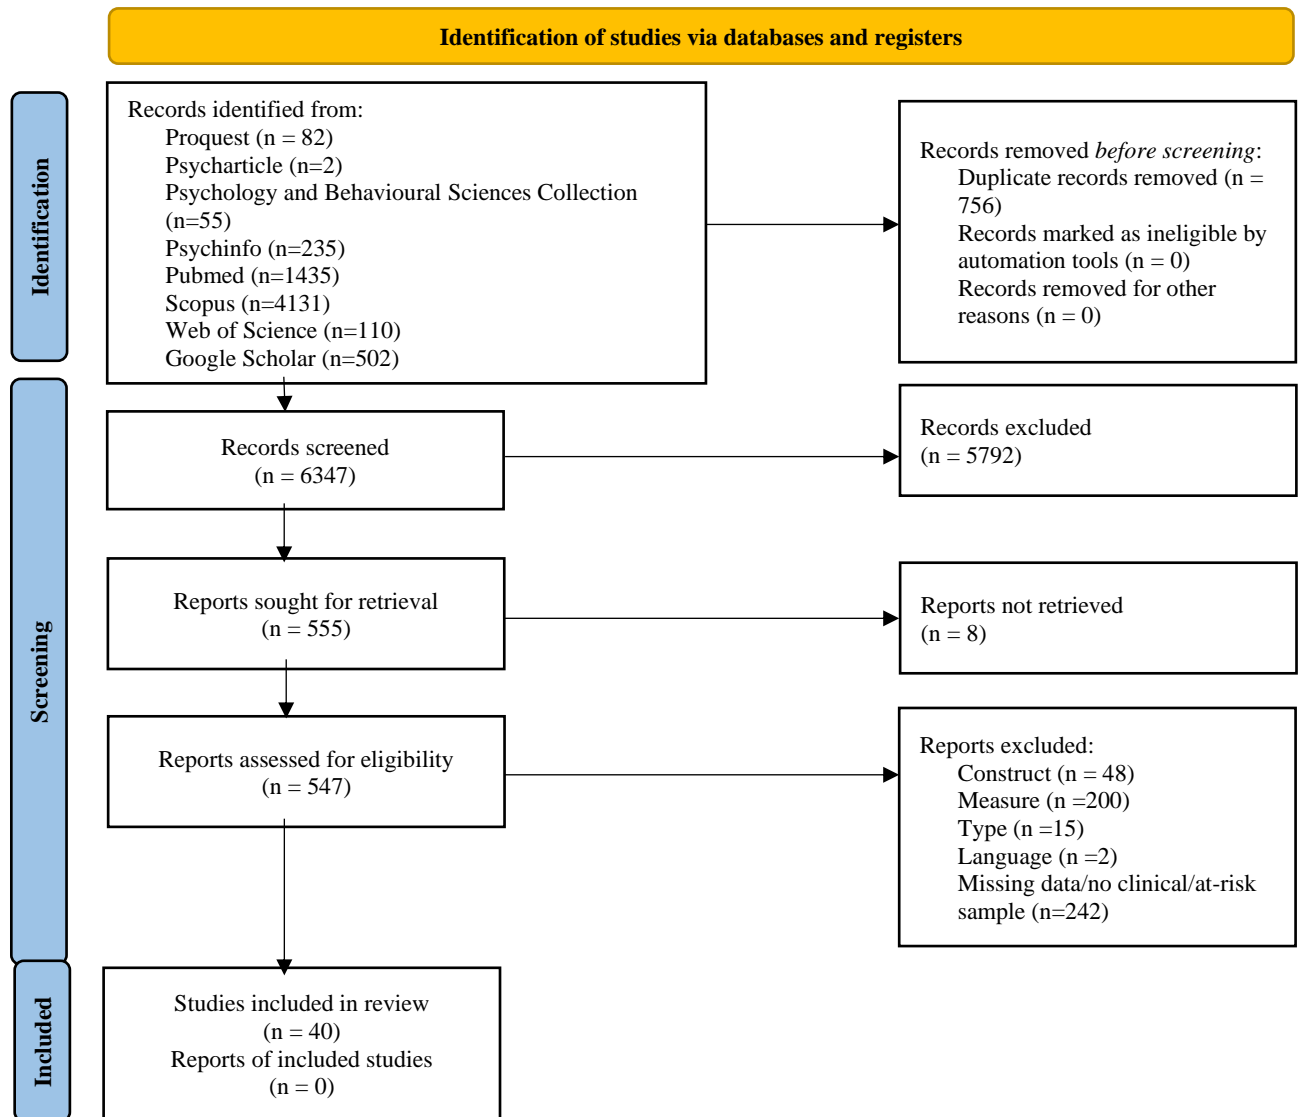 Identification of studies via databases and registers
Identification
Records identified from:
Proquest (n = 82)
Psycharticle (n=2)
Psychology and Behavioural Sciences Collection
(n=55)
Psychinfo (n=235)
Pubmed (n=1435)
Scopus (n=4131)
Web of Science (n=110)
Google Scholar (n=502)
Records removed before screening:
Duplicate records removed (n =
756)
Records marked as ineligible by
automation tools (n = 0)
Records removed for other
reasons (n = 0)
Screening
Records screened
(n = 6347)
Records excluded
(n = 5792)
Reports sought for retrieval
(n = 555)
Reports not retrieved
(n = 8)
Reports assessed for eligibility
(n = 547)
Reports excluded:
Construct (n = 48)
Measure (n =200)
Type (n =15)
Language (n =2)
Missing data/no clinical/at-risk
sample (n=242)
Included
Studies included in review
(n = 40)
Reports of included studies
(n = 0)